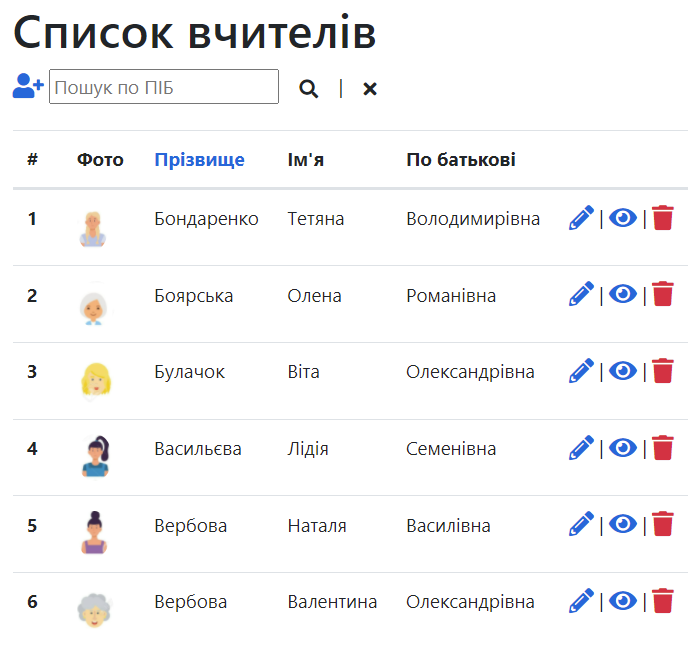 Список вчителів
Пошук по ПІБ |
# Фото Прізвище Ім'я По батькові
1 Бондаренко Тетяна Володимирівна | |
2 Боярська Олена Романівна | |
3 Булачок Віта Олександрівна | |
4 Васильєва Лідія Семенівна | |
5 Вербова Наталя Василівна | |
6 Вербова Валентина Олександрівна | |